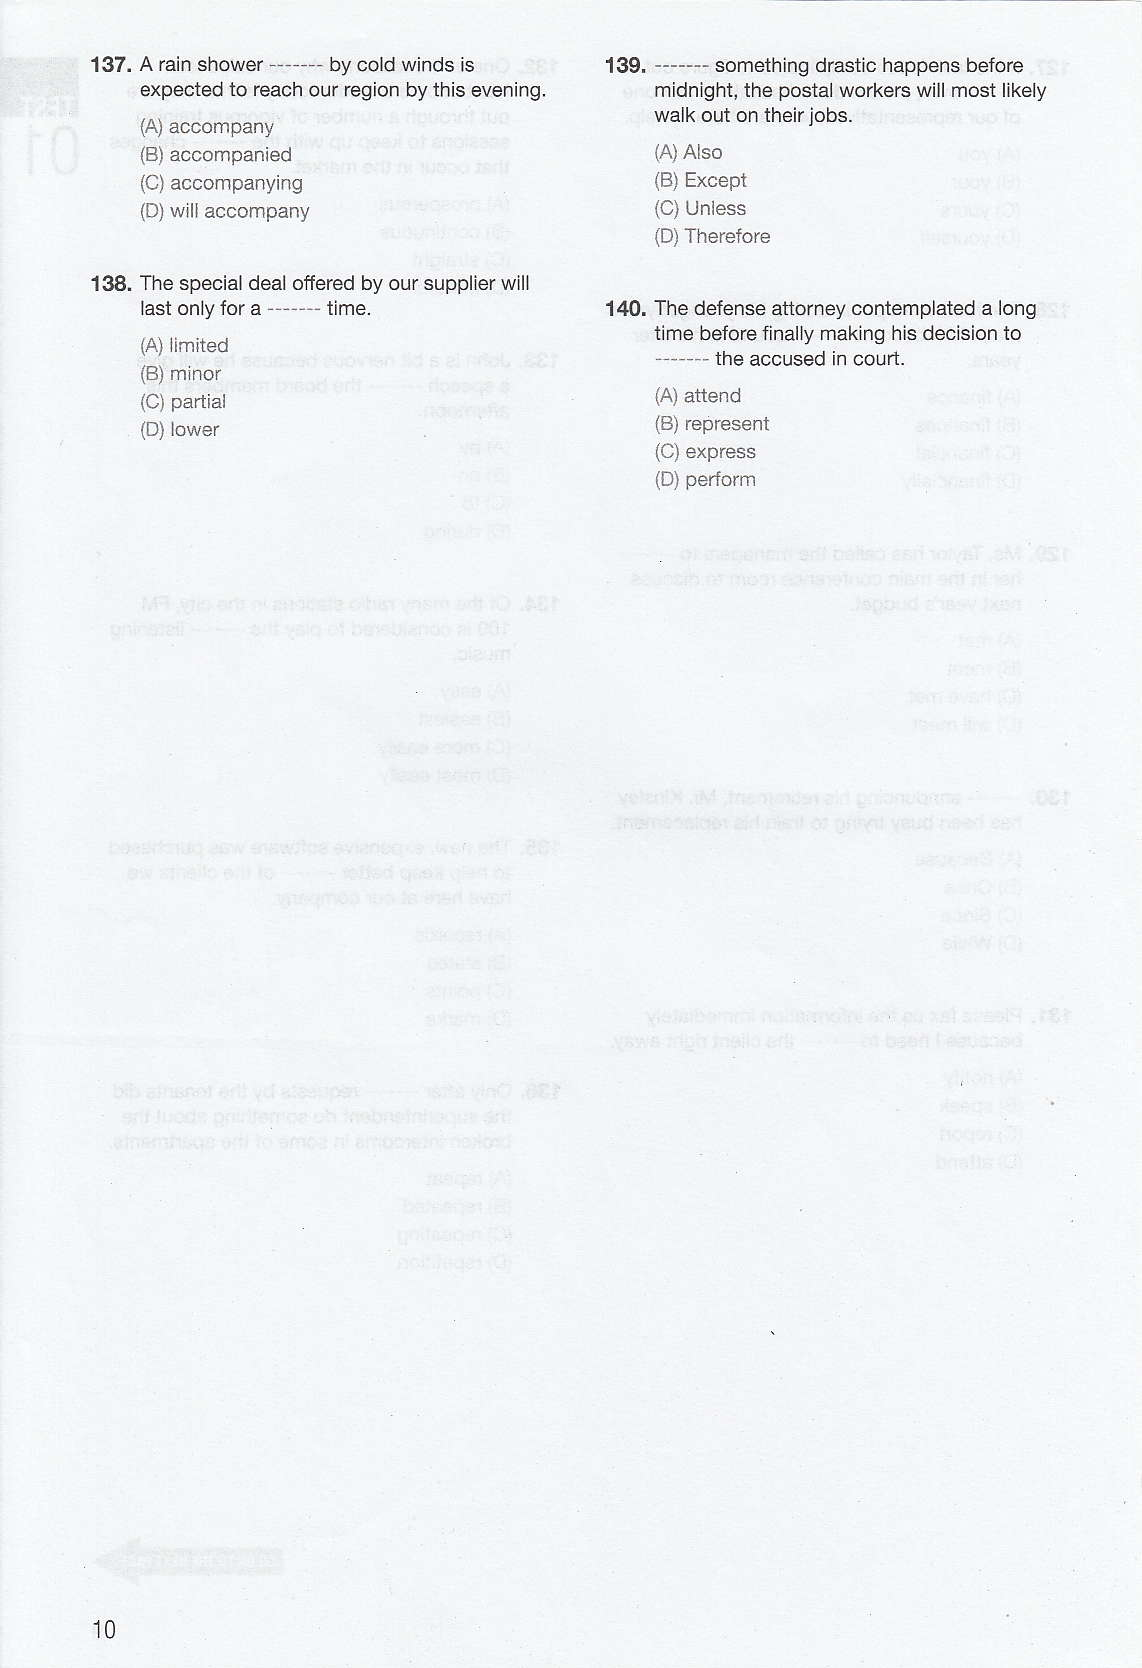 137. A rain shower ------- by cold winds is
expected to reach our region by this evening.
(A) accompany
(B) accompanied
(C) accompanying
(D) will accompany
138. The special deal offered by our supplier will
last only for a ------- time.
(A) limited
(B) minor
(C) partial
(D) lower
139. ------- something drastic happens before
midnight, the postal workers will most likely
walk out on their jobs.
(A) Also
(B) Except
(C) Unless
(D) Therefore
140. The defense attorney contemplated a long
time before finally making his decision to
------- the accused in court.
(A) attend
(B) represent
(C) express
(D) perform
10